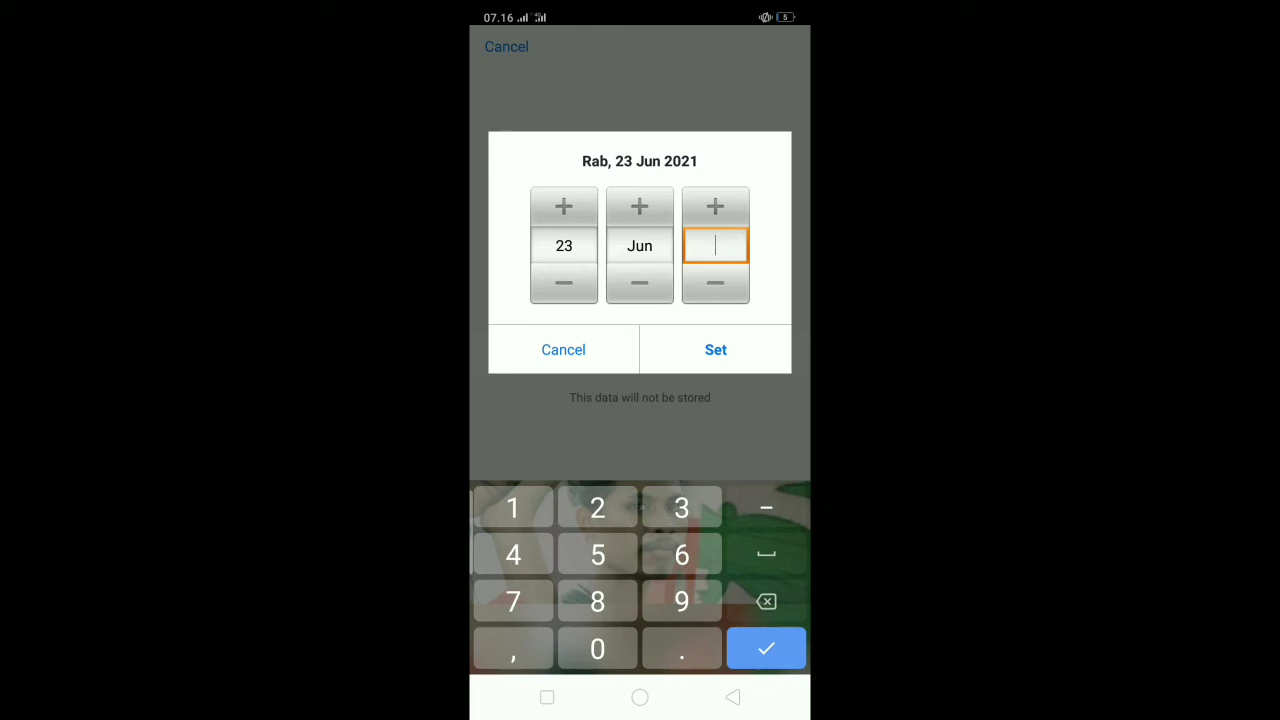 07.16
5
Cancel
Rab, 23 Jun 2021
+ + +
23 Jun
− − −
Cancel Set
This data will not be stored
1 2 3 −
4 5 6
7 8 9
, 0 .